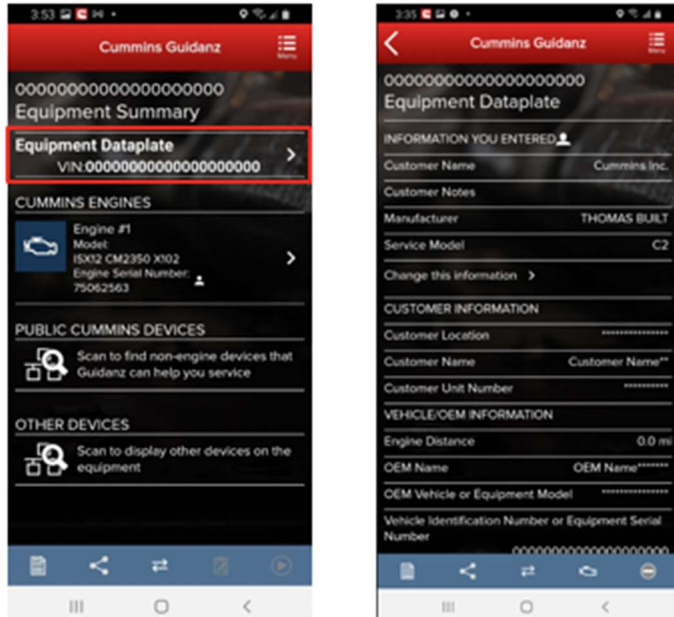 3:53
Cummins Guidanz
Menu
00000000000000000000
Equipment Summary
Equipment Dataplate
VIN:00000000000000000000
CUMMINS ENGINES
Engine #1
Model:
ISX12 CM2350 X102
Engine Serial Number:
75062563
PUBLIC CUMMINS DEVICES
Scan to find non-engine devices that
Guidanz can help you service
OTHER DEVICES
Scan to display other devices on the
equipment
3:35
Cummins Guidanz
Menu
00000000000000000000
Equipment Dataplate
INFORMATION YOU ENTERED
Customer Name Cummins Inc.
Customer Notes
Manufacturer THOMAS BUILT
Service Model C2
Change this information >
CUSTOMER INFORMATION
Customer Location ***************
Customer Name Customer Name**
Customer Unit Number **********
VEHICLE/OEM INFORMATION
Engine Distance 0.0 mi
OEM Name OEM Name*******
OEM Vehicle or Equipment Model ***************
Vehicle Identification Number or Equipment Serial
Number
00000000000000000000